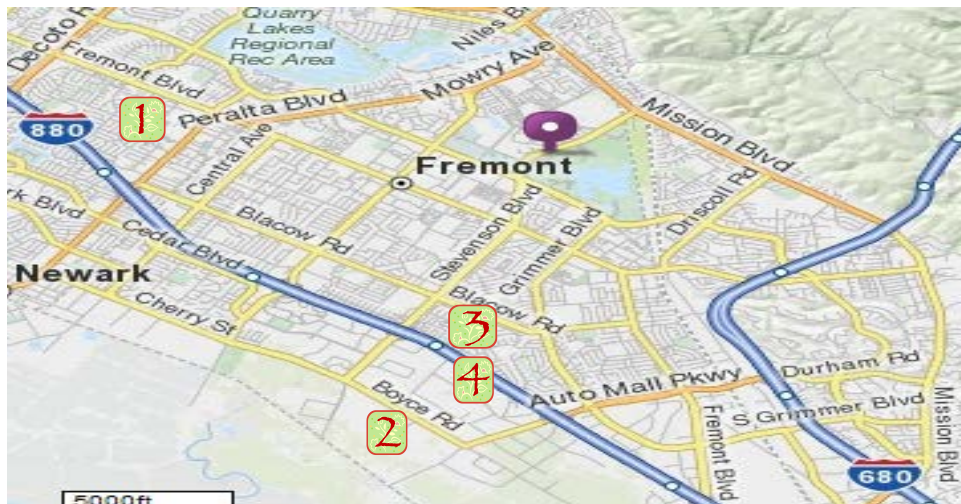 Quarry
Lakes
Regional
Rec Area
Decoto Rd
Niles B
Fremont Blvd
Mowry Ave
Peralta Blvd
1
880
Mission Blvd
Central Ave
Fremont
rk Blvd
Driscoll Rd
Blacow Rd
Stevenson Blvd
Cedar Blvd
Grimmer Blvd
Newark
Cherry St
Blacow Rd
3
4
Durham Rd
Auto Mall Pkwy
Boyce Rd
S Grimmer Blvd
2
Fremont Blvd
Mission Blvd
680
5000ft